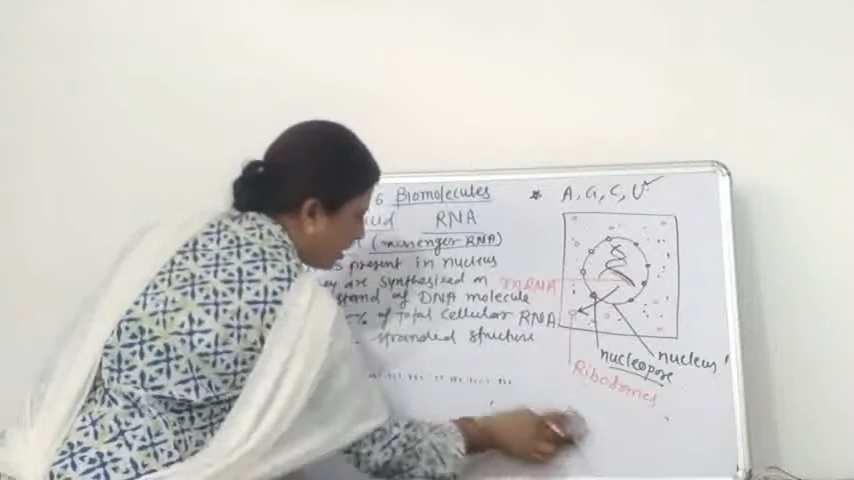 6 Biomolecules
RNA
(messenger RNA)
present in nucleus
are synthesized on
stand of DNA molecule
% of Total Cellular RNA
stranded structure
* A, G, C, U
mRNA
nucleus
nucleopore
Ribosomes